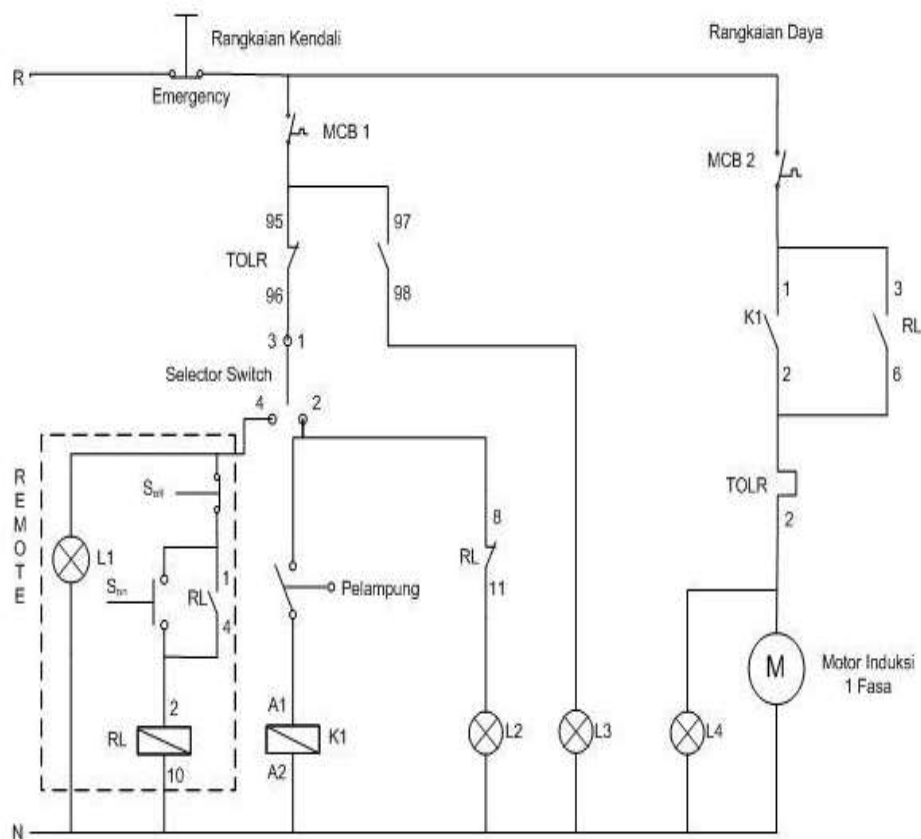 Rangkaian Kendali
Rangkaian Daya
R
Emergency
MCB 1
MCB 2
95
97
TOLR
96
98
1
3
K1
RL
2
6
3
1
Selector Switch
4
2
REMOTE
Soff
L1
1
Son
RL
4
8
RL
11
Pelampung
TOLR
2
2
RL
10
A1
K1
A2
L2
L3
L4
M
Motor Induksi
1 Fasa
N